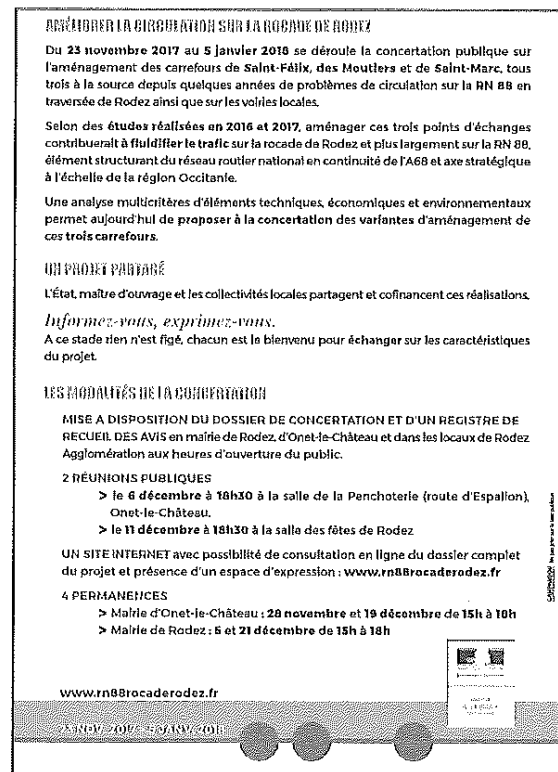 AMÉLIORER LA CIRCULATION SUR LA ROCADE DE RODEZ
Du 23 novembre 2017 au 5 janvier 2018 se déroule la concertation publique sur
l'aménagement des carrefours de Saint-Félix, des Moutiers et de Saint-Marc, tous
trois à la source depuis quelques années de problèmes de circulation sur la RN 88 en
traversée de Rodez ainsi que sur les voiries locales.
Selon des études réalisées en 2016 et 2017, aménager ces trois points d'échanges
contribuerait à fluidifier le trafic sur la rocade de Rodez et plus largement sur la RN 88,
élément structurant du réseau routier national en continuité de l'A68 et axe stratégique
à l'échelle de la région Occitanie.
Une analyse multicritères d'éléments techniques, économiques et environnementaux
permet aujourd'hui de proposer à la concertation des variantes d'aménagement de
ces trois carrefours.
UN PROJET PARTAGÉ
L'État, maître d'ouvrage et les collectivités locales partagent et cofinancent ces réalisations.
Informez-vous, exprimez-vous.
A ce stade rien n'est figé, chacun est le bienvenu pour échanger sur les caractéristiques
du projet.
LES MODALITÉS DE LA CONCERTATION
MISE A DISPOSITION DU DOSSIER DE CONCERTATION ET D'UN REGISTRE DE
RECUEIL DES AVIS en mairie de Rodez, d'Onet-le-Château et dans les locaux de Rodez
Agglomération aux heures d'ouverture du public.
2 RÉUNIONS PUBLIQUES
> le 6 décembre à 18h30 à la salle de la Penchoterie (route d'Espalion),
Onet-le-Château.
> le 11 décembre à 18h30 à la salle des fêtes de Rodez
UN SITE INTERNET avec possibilité de consultation en ligne du dossier complet
du projet et présence d'un espace d'expression : www.rn88rocaderodez.fr
4 PERMANENCES
> Mairie d'Onet-le-Château : 28 novembre et 19 décembre de 15h à 18h
> Mairie de Rodez : 5 et 21 décembre de 15h à 18h
www.rn88rocaderodez.fr
23 NOV. 2017 - 5 JANV. 2018